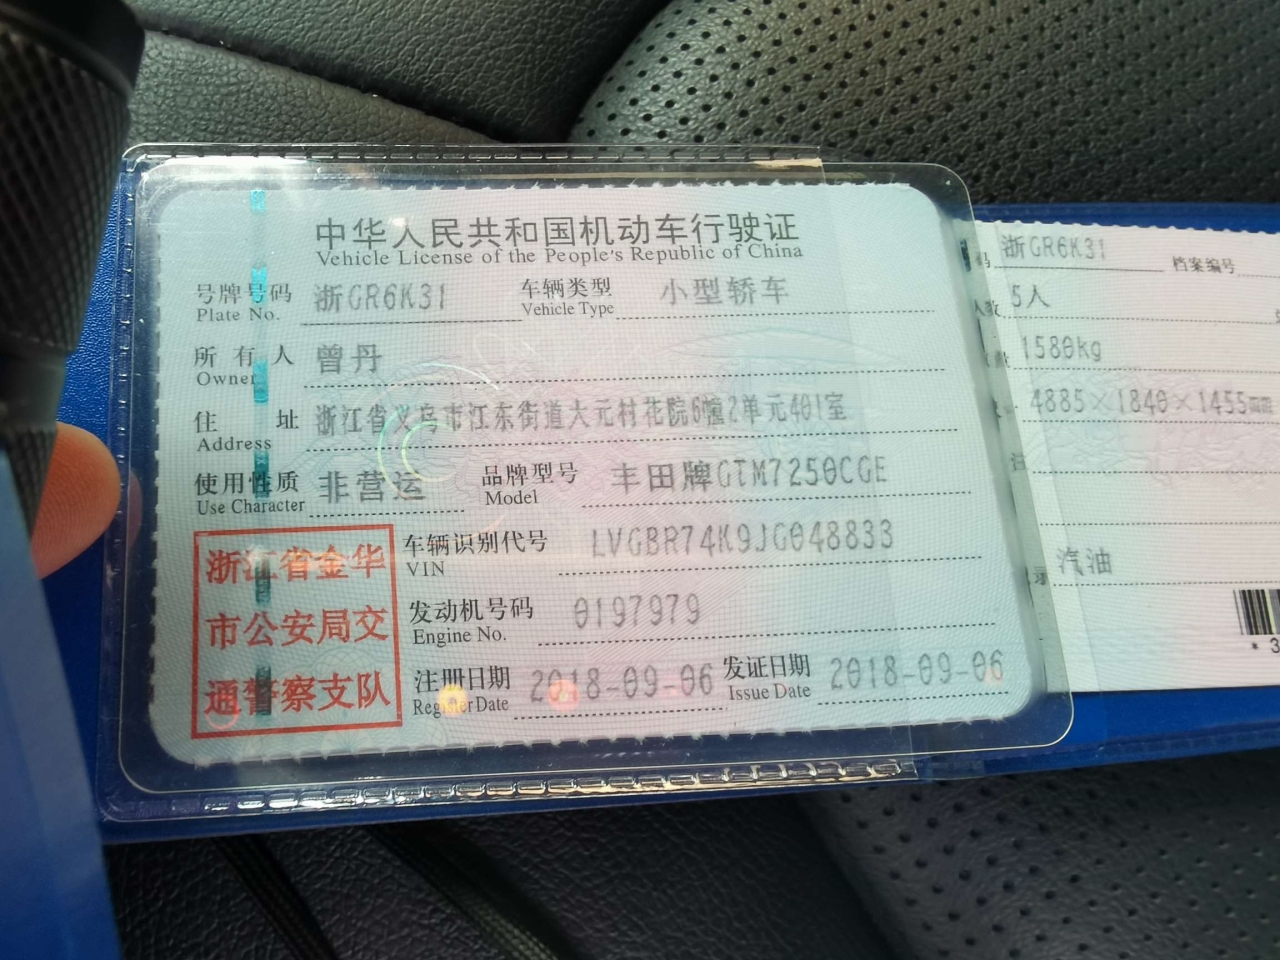 中华人民共和国机动车行驶证
Vehicle License of the People's Republic of China
号牌号码 浙GR6K31 车辆类型 小型轿车
Plate No. Vehicle Type
所有人 曾丹
Owner
住址 浙江省义乌市江东街道大元村花院6幢2单元401室
Address
使用性质 非营运 品牌型号 丰田牌GTM7250CGE
Use Character Model
浙江省金华
市公安局交
通警察支队
车辆识别代号 LVGBR74K9JG048833
VIN
发动机号码 0197979
Engine No.
注册日期 2018-09-06 发证日期 2018-09-06
Register Date Issue Date
码 浙GR6K31 档案编号
人数 5人
1580kg
4885×1840×1455mm
注
录 汽油
* 3